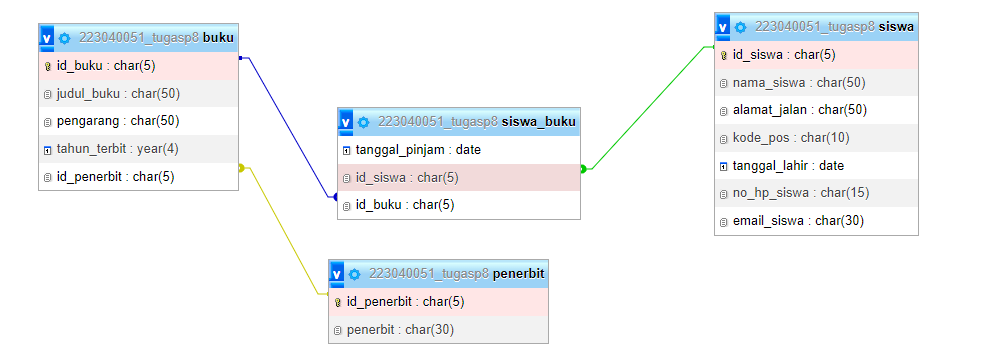 v 223040051_tugasp8 buku
id_buku : char(5)
judul_buku : char(50)
pengarang : char(50)
tahun_terbit : year(4)
id_penerbit : char(5)
v 223040051_tugasp8 siswa_buku
tanggal_pinjam : date
id_siswa : char(5)
id_buku : char(5)
v 223040051_tugasp8 penerbit
id_penerbit : char(5)
penerbit : char(30)
v 223040051_tugasp8 siswa
id_siswa : char(5)
nama_siswa : char(50)
alamat_jalan : char(50)
kode_pos : char(10)
tanggal_lahir : date
no_hp_siswa : char(15)
email_siswa : char(30)